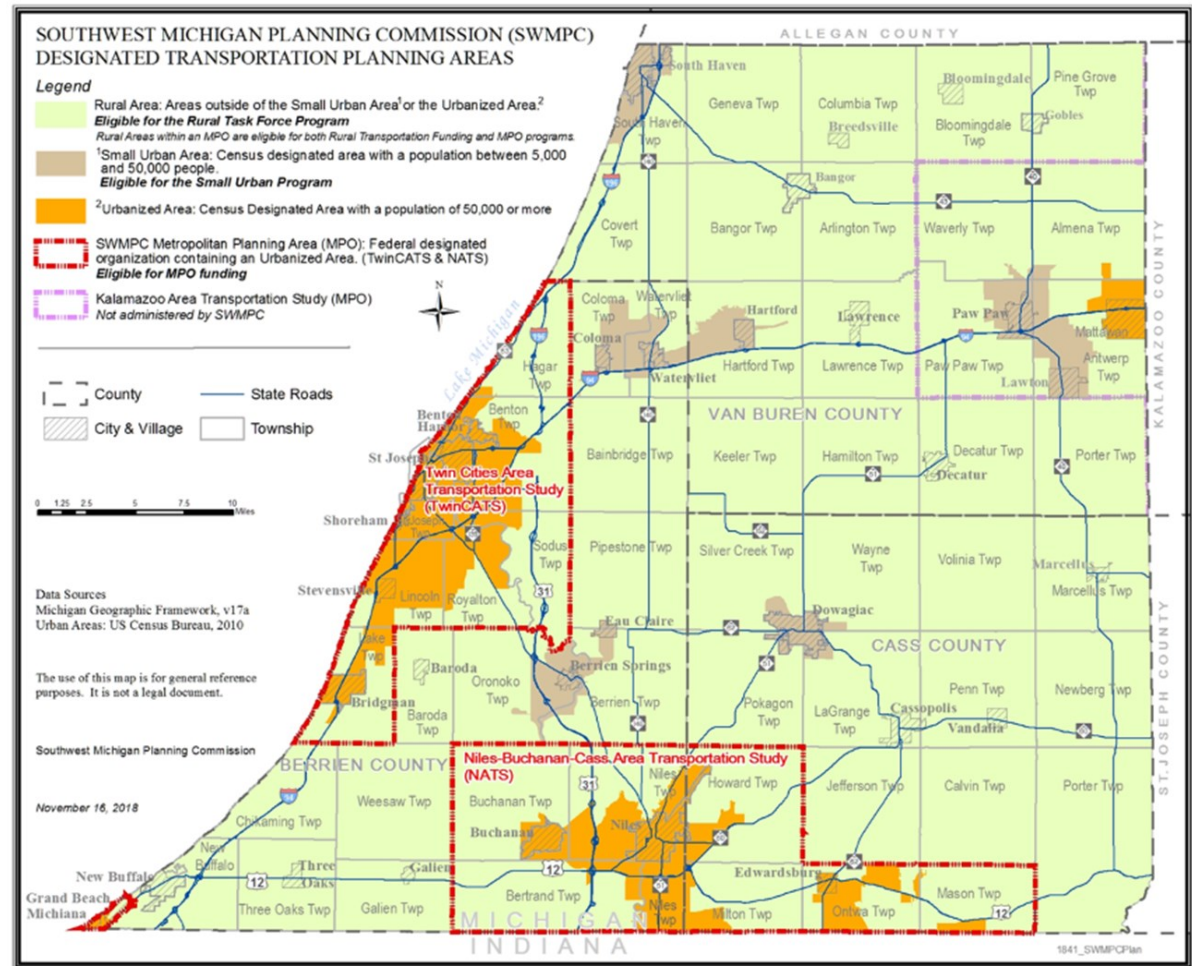 SOUTHWEST MICHIGAN PLANNING COMMISSION (SWMPC)
DESIGNATED TRANSPORTATION PLANNING AREAS
Legend
Rural Area: Areas outside of the Small Urban Area¹ or the Urbanized Area.²
Eligible for the Rural Task Force Program
Rural Areas within an MPO are eligible for both Rural Transportation Funding and MPO programs.
¹Small Urban Area: Census designated area with a population between 5,000
and 50,000 people.
Eligible for the Small Urban Program
²Urbanized Area: Census Designated Area with a population of 50,000 or more
SWMPC Metropolitan Planning Area (MPO): Federal designated
organization containing an Urbanized Area. (TwinCATS & NATS)
Eligible for MPO funding
Kalamazoo Area Transportation Study (MPO)
Not administered by SWMPC
N
County
State Roads
City & Village
Township
0 1.25 2.5 5 7.5 10
Miles
Data Sources
Michigan Geographic Framework, v17a
Urban Areas: US Census Bureau, 2010
The use of this map is for general reference
purposes. It is not a legal document.
Southwest Michigan Planning Commission
November 16, 2018
ALLEGAN COUNTY
South Haven
South Haven
Twp
Geneva Twp
Columbia Twp
Breedsville
Bloomingdale
Bloomingdale
Twp
Pine Grove
Twp
Gobles
Covert
Twp
Bangor
Bangor Twp
Arlington Twp
Waverly Twp
Almena Twp
KALAMAZOO COUNTY
Lake Michigan
Hagar
Twp
Coloma
Twp
Coloma
Watervliet
Twp
Watervliet
Hartford
Hartford Twp
Lawrence
Lawrence Twp
Paw Paw
Paw Paw Twp
Mattawan
Antwerp
Twp
Lawton
VAN BUREN COUNTY
Benton
Harbor
Benton
Twp
St Joseph
Twin Cities Area
Transportation Study
(TwinCATS)
Bainbridge Twp
Keeler Twp
Hamilton Twp
Decatur Twp
Decatur
Porter Twp
Shoreham
St Joseph
Twp
Sodus
Twp
Pipestone Twp
Silver Creek Twp
Wayne
Twp
Volinia Twp
Marcellus
Marcellus Twp
Stevensville
Lincoln
Twp
Royalton
Twp
31
Eau Claire
Dowagiac
CASS COUNTY
ST.JOSEPH COUNTY
Lake
Twp
Baroda
Baroda
Twp
Oronoko
Twp
Berrien Springs
Berrien Twp
Pokagon
Twp
LaGrange
Twp
Cassopolis
Penn Twp
Vandalia
Newberg Twp
Bridgman
BERRIEN COUNTY
Niles-Buchanan-Cass Area Transportation Study
(NATS)
Weesaw Twp
Buchanan Twp
31
Niles
Twp
Howard Twp
Jefferson Twp
Calvin Twp
Porter Twp
Chikaming Twp
Buchanan
Niles
New
Buffalo
New Buffalo
12
Three
Oaks
Galien
12
Edwardsburg
Grand Beach
Michiana
Three Oaks Twp
Galien Twp
Bertrand Twp
Niles
Twp
Milton Twp
Ontwa Twp
Mason Twp
12
MICHIGAN
INDIANA
1841_SWMPCPlan